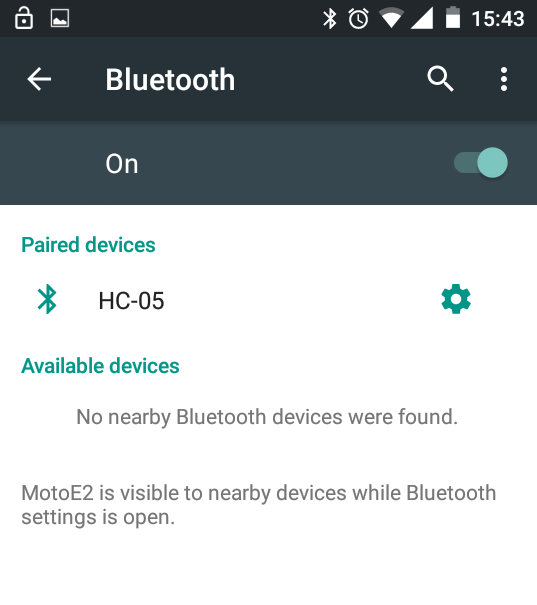 15:43
Bluetooth
On
Paired devices
HC-05
Available devices
No nearby Bluetooth devices were found.
MotoE2 is visible to nearby devices while Bluetooth
settings is open.